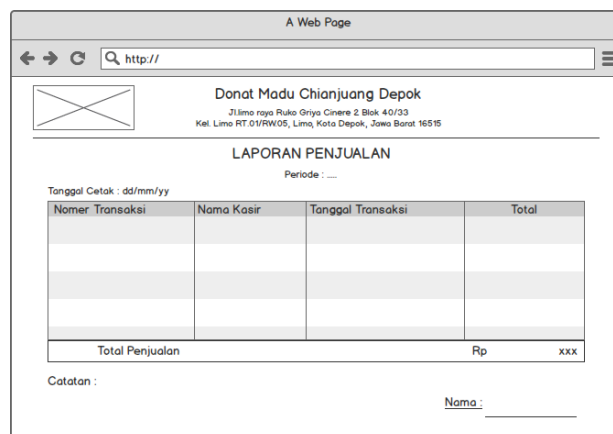 A Web Page
http://
Donat Madu Chianjuang Depok
Jl.limo raya Ruko Griya Cinere 2 Blok 40/33
Kel. Limo RT.01/RW.05, Limo, Kota Depok, Jawa Barat 16515
LAPORAN PENJUALAN
Periode : ....
Tanggal Cetak : dd/mm/yy
Nomer Transaksi Nama Kasir Tanggal Transaksi Total
Total Penjualan Rp xxx
Catatan :
Nama :